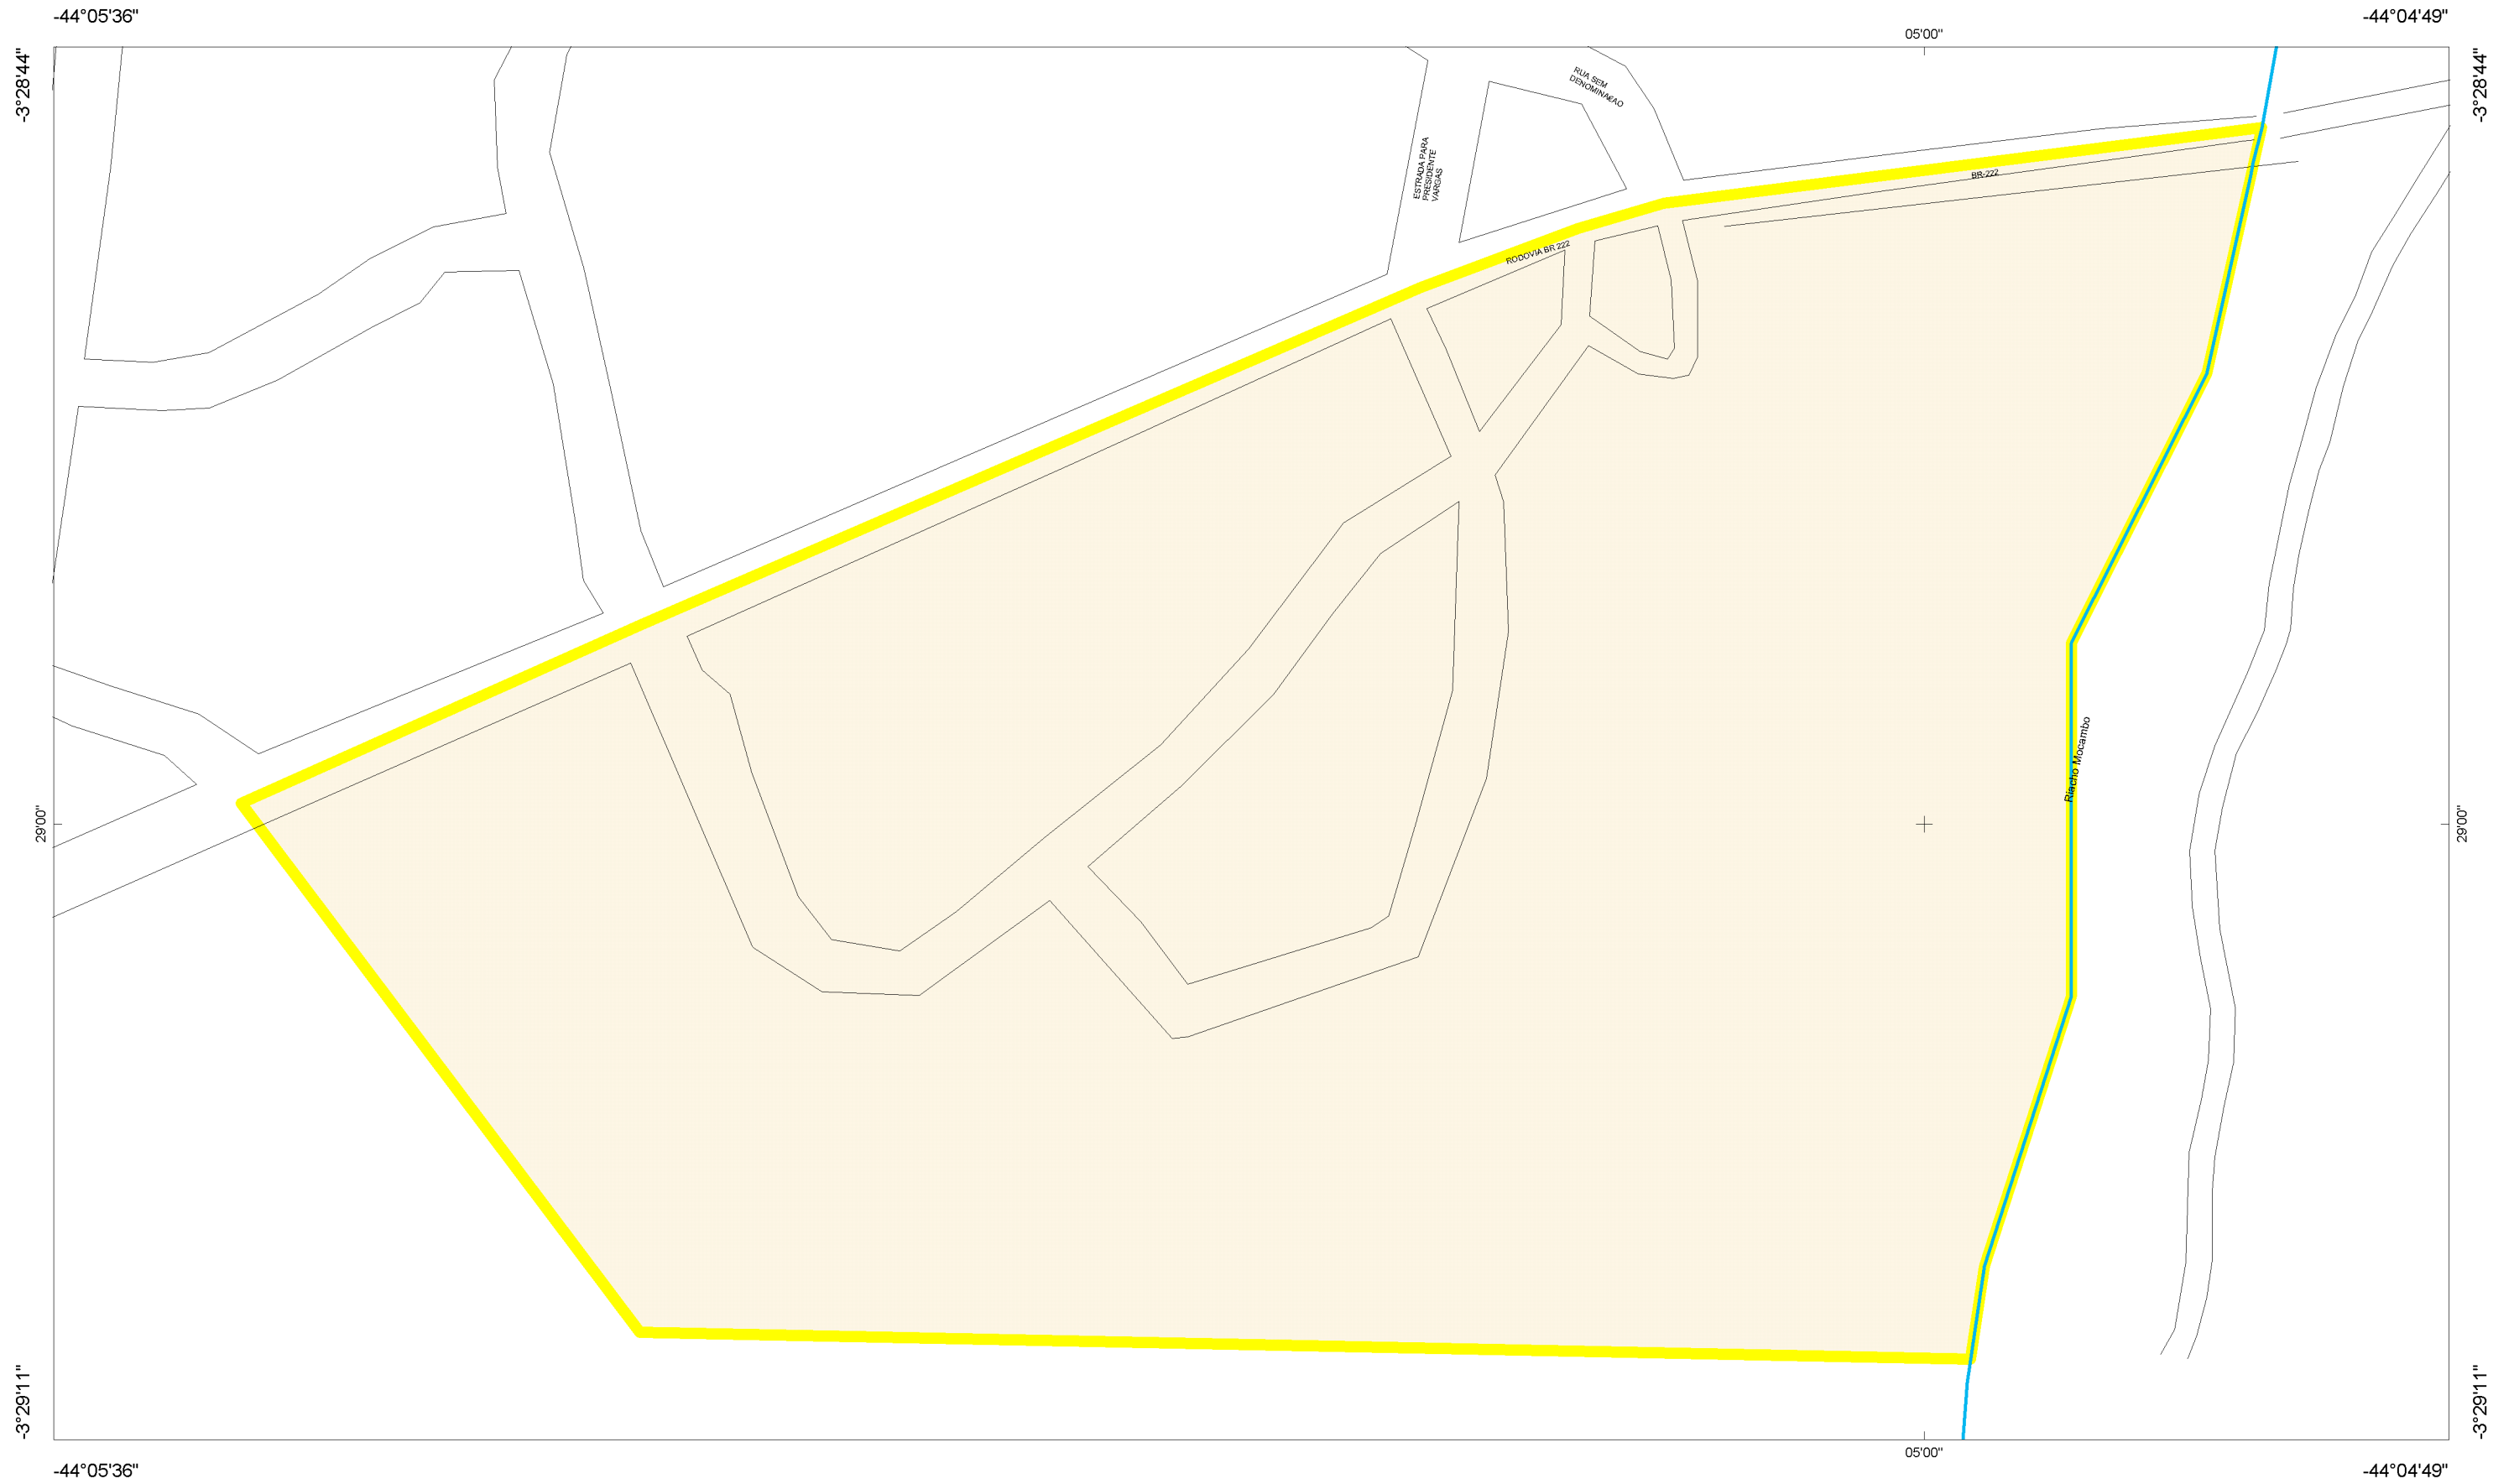 -44°05'36"
-44°04'49"
05'00"
-3°28'44"
-3°28'44"
RUA SEM
DENOMINACAO
ESTRADA PARA
PRESIDENTE
VARGAS
BR-222
RODOVIA BR 222
Riacho Mocambo
29'00"
29'00"
-3°29'11"
-3°29'11"
05'00"
-44°05'36"
-44°04'49"